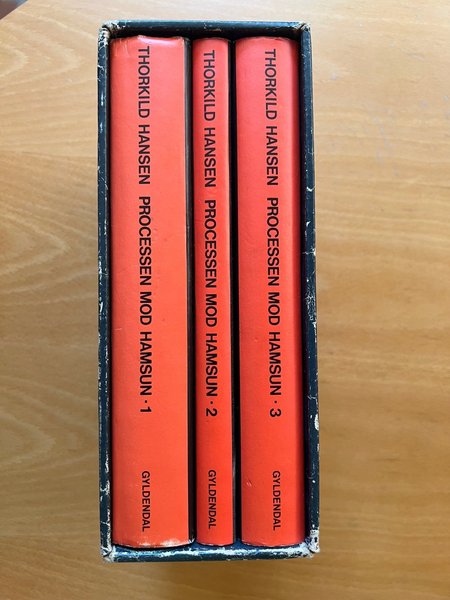 THORKILD HANSEN PROCESSEN MOD HAMSUN · 1
GYLDENDAL
THORKILD HANSEN PROCESSEN MOD HAMSUN · 2
GYLDENDAL
THORKILD HANSEN PROCESSEN MOD HAMSUN · 3
GYLDENDAL